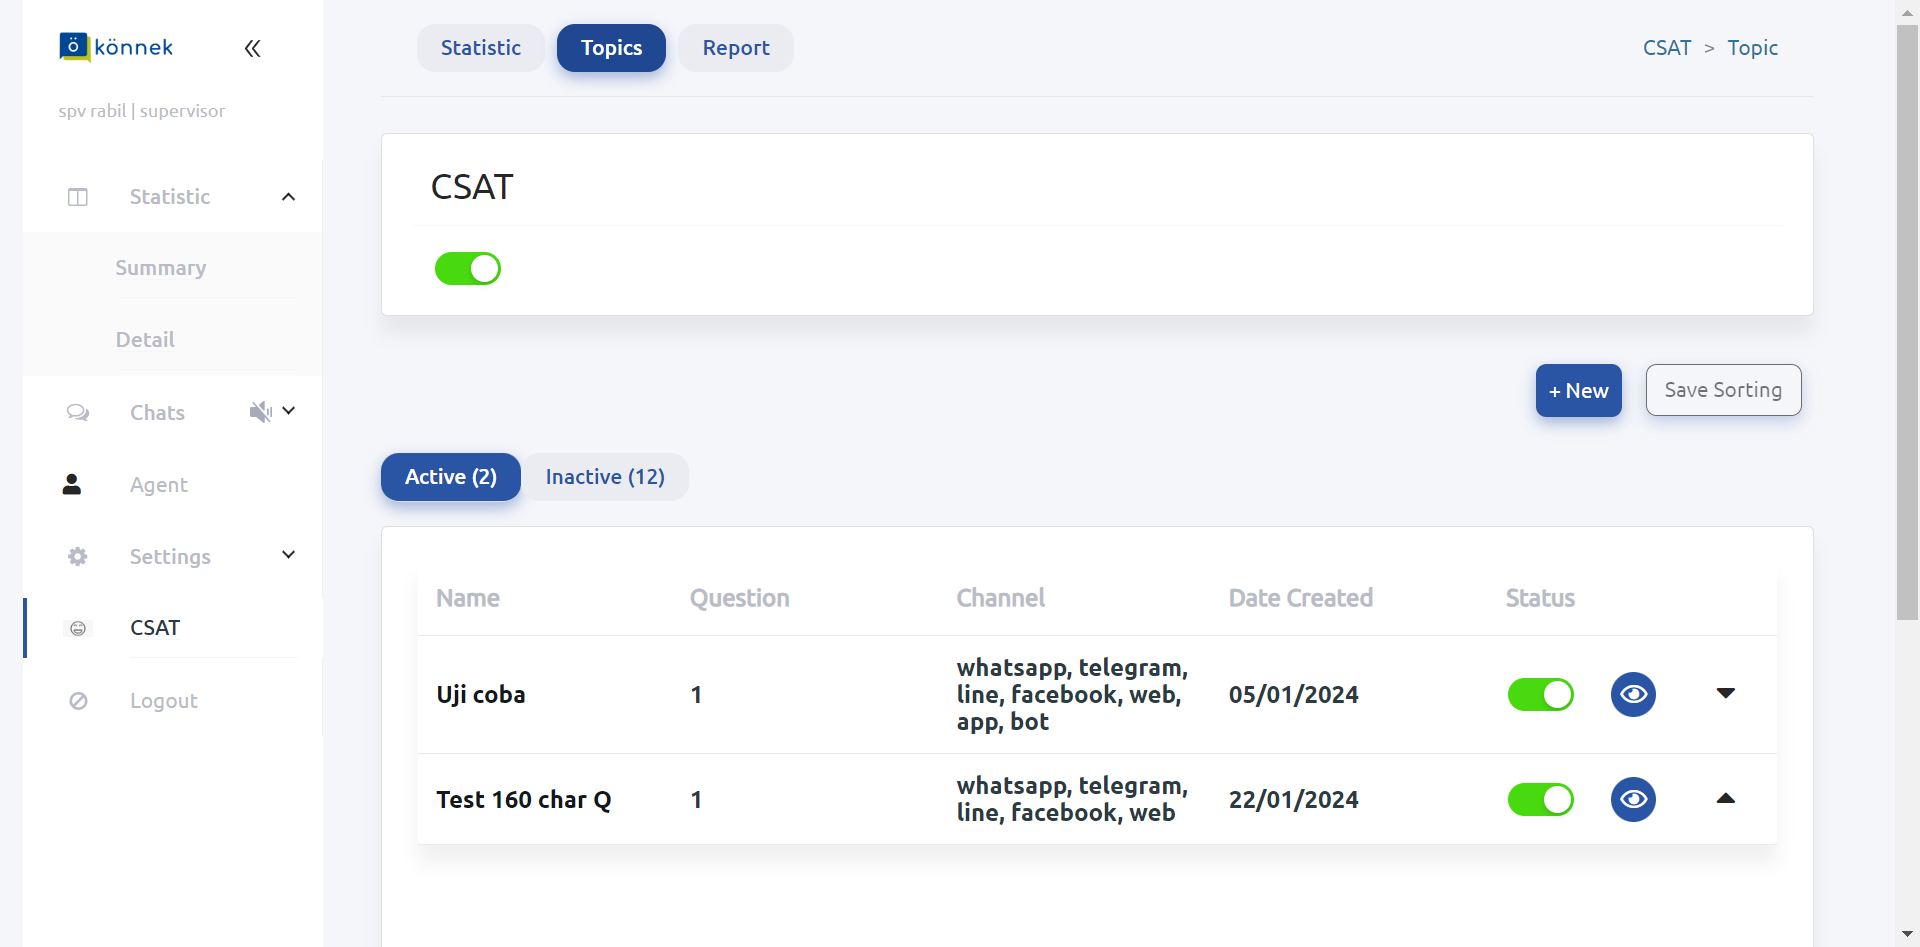 könnek
spv rabil | supervisor
Statistic
Summary
Detail
Chats
Agent
Settings
CSAT
Logout
Statistic
Topics
Report
CSAT > Topic
CSAT
+ New
Save Sorting
Active (2)
Inactive (12)
Name Question Channel Date Created Status
Uji coba 1 whatsapp, telegram,
line, facebook, web,
app, bot
05/01/2024
Test 160 char Q 1 whatsapp, telegram,
line, facebook, web
22/01/2024